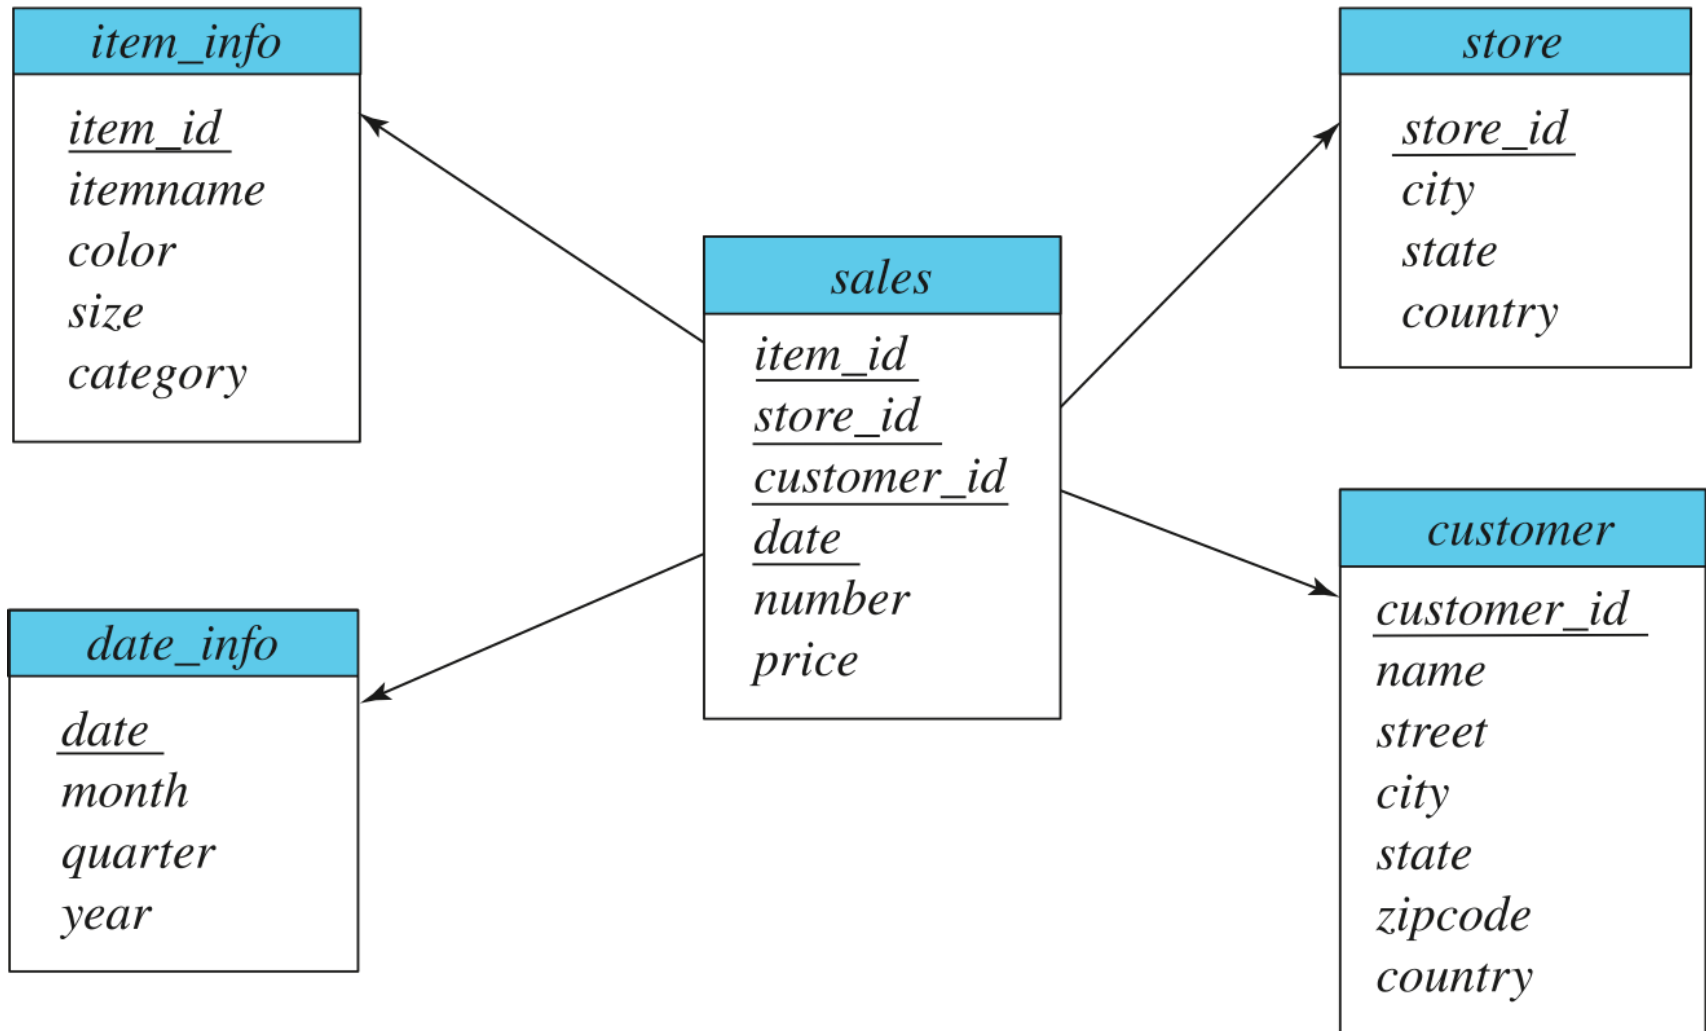 item_info
item_id
itemname
color
size
category
store
store_id
city
state
country
sales
item_id
store_id
customer_id
date
number
price
date_info
date
month
quarter
year
customer
customer_id
name
street
city
state
zipcode
country